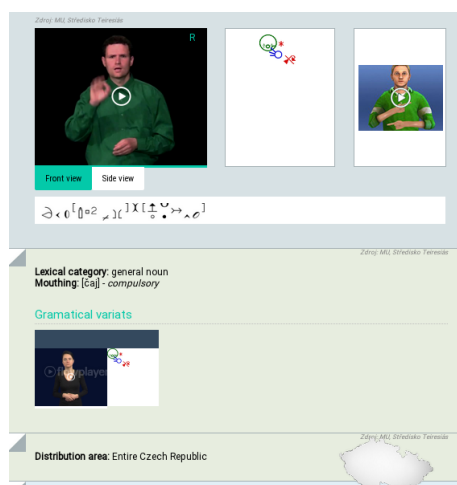 Zdroj: MU, Středisko Teiresiás
R
Front view
Side view
Zdroj: MU, Středisko Teiresiás
Lexical category: general noun
Mouthing: [čaj] - compulsory
Gramatical variats
flowplayer
Zdroj: MU, Středisko Teiresiás
Distribution area: Entire Czech Republic